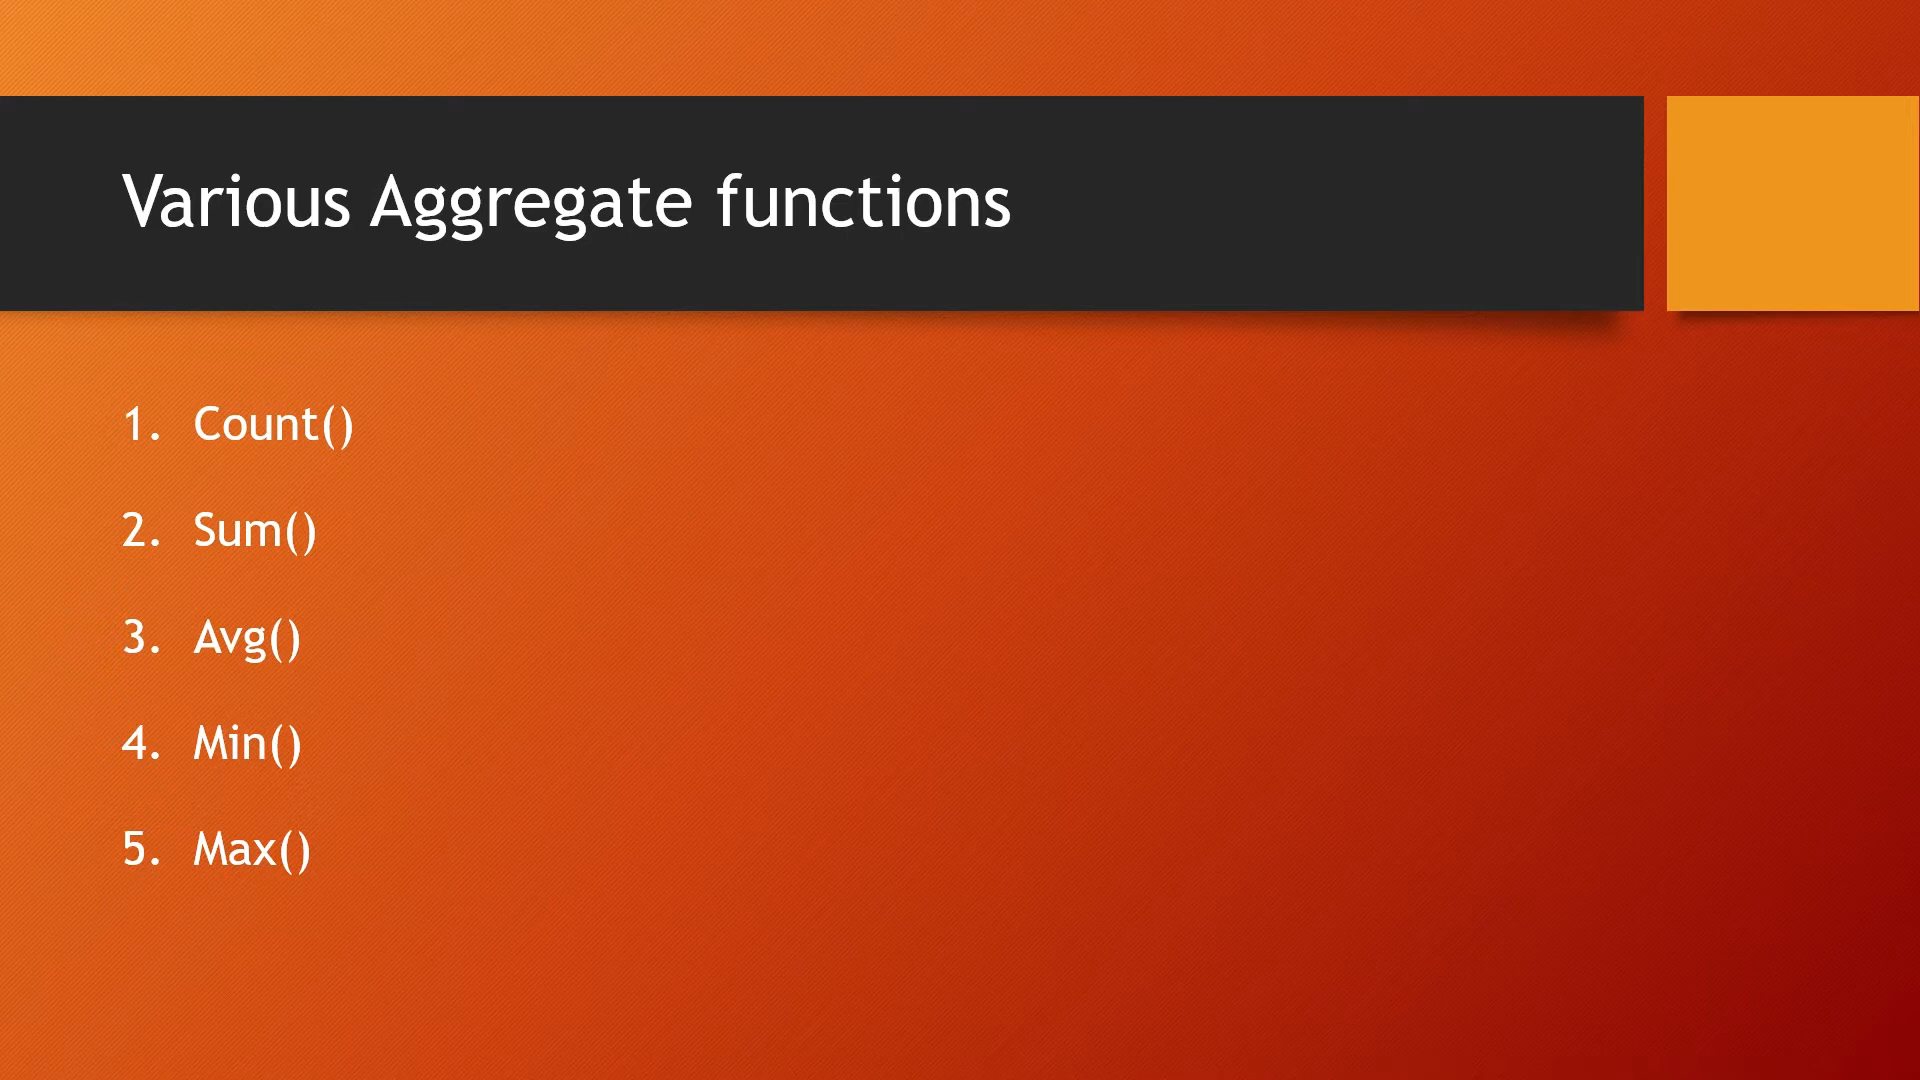 Various Aggregate functions
1. Count()
2. Sum()
3. Avg()
4. Min()
5. Max()